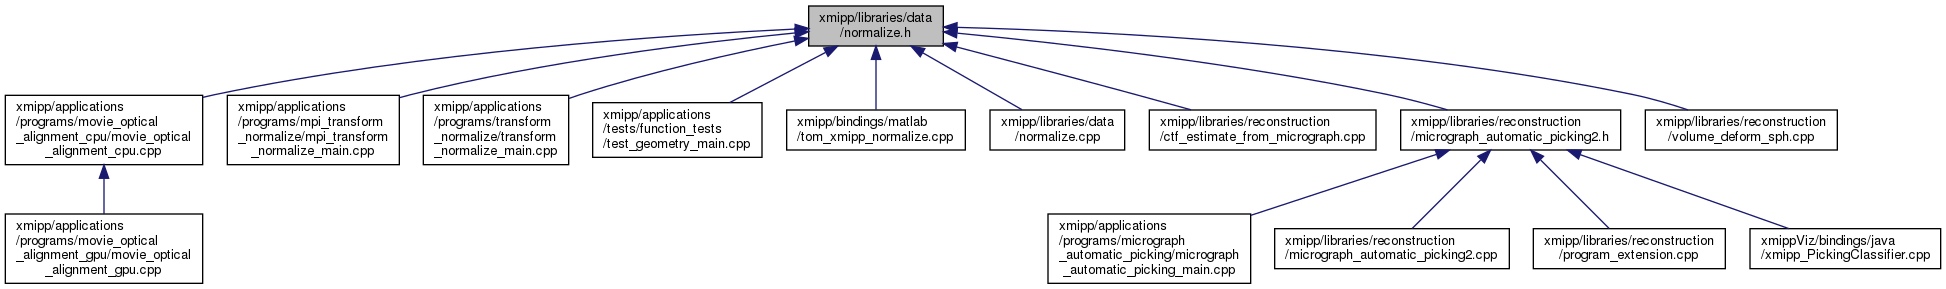 xmipp/libraries/data
/normalize.h
xmipp/applications
/programs/movie_optical
_alignment_cpu/movie_optical
_alignment_cpu.cpp
xmipp/applications
/programs/mpi_transform
_normalize/mpi_transform
_normalize_main.cpp
xmipp/applications
/programs/transform
_normalize/transform
_normalize_main.cpp
xmipp/applications
/tests/function_tests
/test_geometry_main.cpp
xmipp/bindings/matlab
/tom_xmipp_normalize.cpp
xmipp/libraries/data
/normalize.cpp
xmipp/libraries/reconstruction
/ctf_estimate_from_micrograph.cpp
xmipp/libraries/reconstruction
/micrograph_automatic_picking2.h
xmipp/libraries/reconstruction
/volume_deform_sph.cpp
xmipp/applications
/programs/movie_optical
_alignment_gpu/movie_optical
_alignment_gpu.cpp
xmipp/applications
/programs/micrograph
_automatic_picking/micrograph
_automatic_picking_main.cpp
xmipp/libraries/reconstruction
/micrograph_automatic_picking2.cpp
xmipp/libraries/reconstruction
/program_extension.cpp
xmippViz/bindings/java
/xmipp_PickingClassifier.cpp